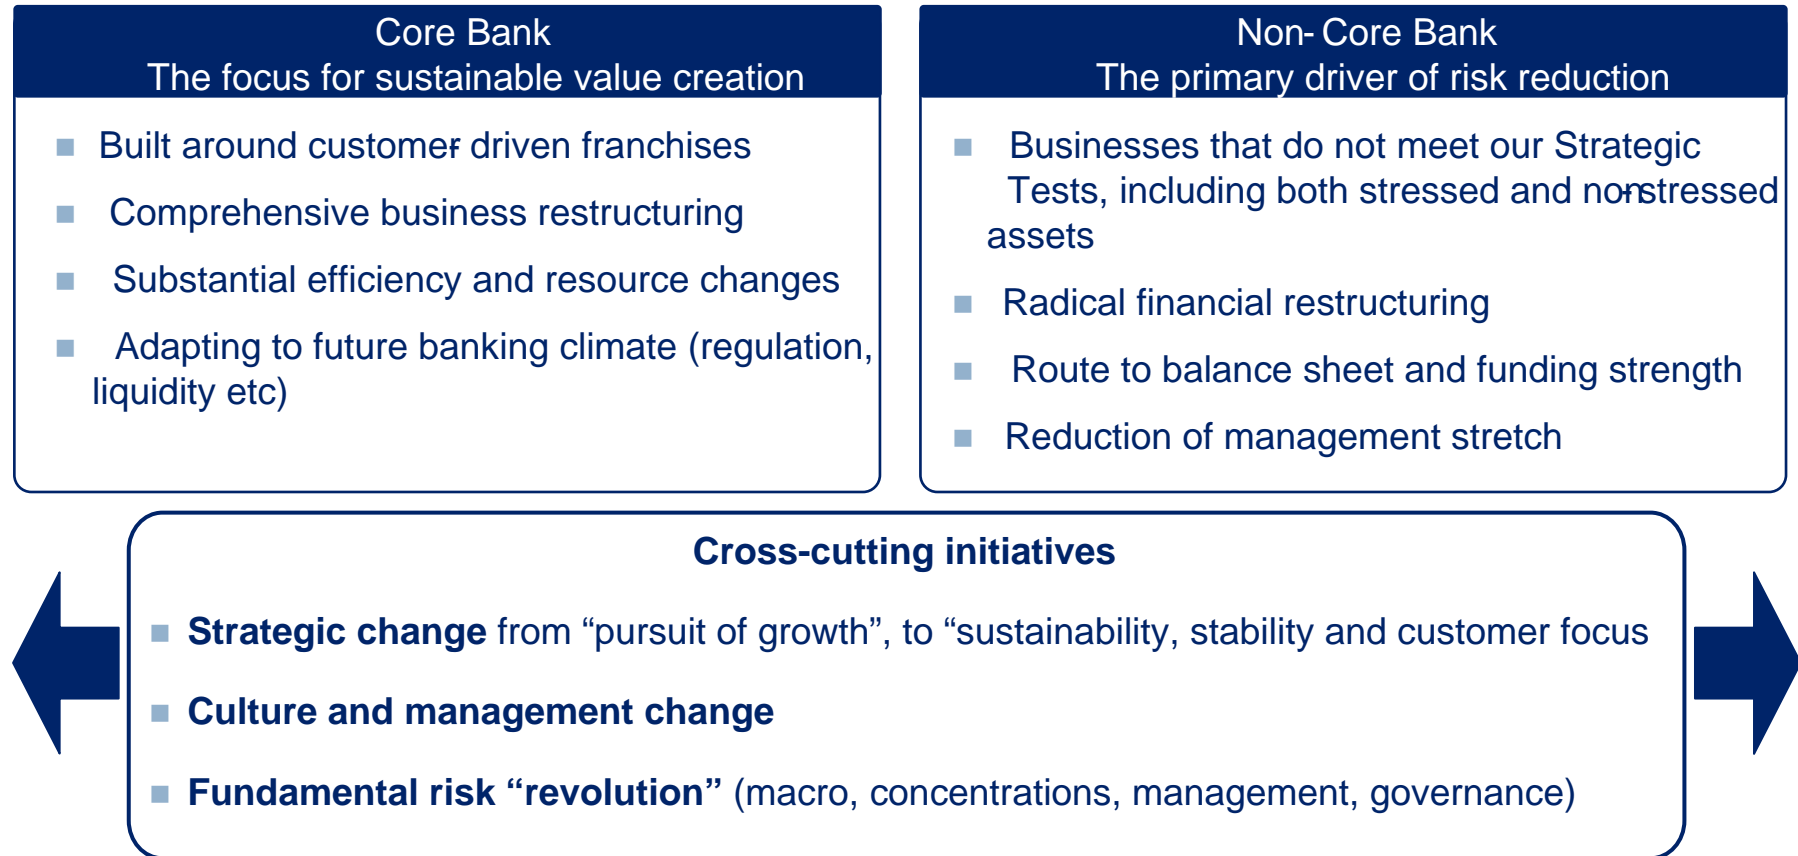 Core Bank
The focus for sustainable value creation
■ Built around customer- driven franchises
■ Comprehensive business restructuring
■ Substantial efficiency and resource changes
■ Adapting to future banking climate (regulation,
liquidity etc)
Non- Core Bank
The primary driver of risk reduction
■ Businesses that do not meet our Strategic
Tests, including both stressed and non-stressed
assets
■ Radical financial restructuring
■ Route to balance sheet and funding strength
■ Reduction of management stretch
Cross-cutting initiatives
■ Strategic change from “pursuit of growth”, to “sustainability, stability and customer focus
■ Culture and management change
■ Fundamental risk “revolution” (macro, concentrations, management, governance)